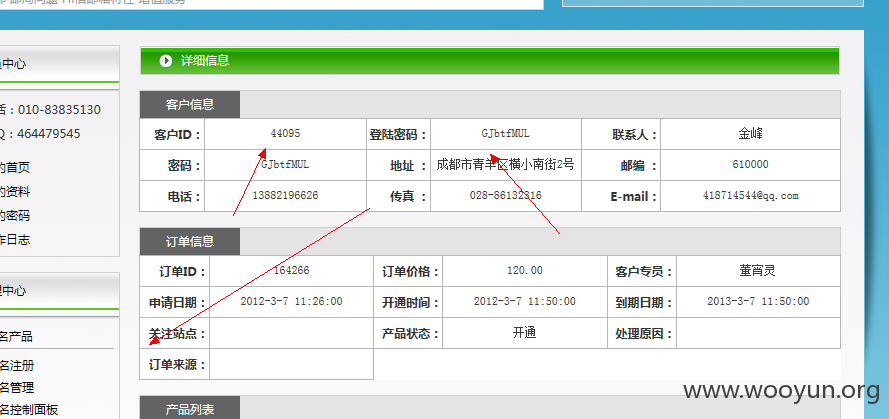 详细信息
中心
客户信息
话：010-83835130
客户ID： 44095 登陆密码： GJbtfMUL 联系人： 金峰
Q：464479545
密码： GJbtfMUL 地址： 成都市青羊区横小南街2号 邮编： 610000
的首页
的资料
电话： 13882196626 传真： 028-86132316 E-mail： 418714544@qq.com
的密码
作日志
订单信息
订单ID： 164266 订单价格： 120.00 客户专员： 董宵灵
中心
申请日期： 2012-3-7 11:26:00 开通时间： 2012-3-7 11:50:00 到期日期： 2013-3-7 11:50:00
关注站点： 产品状态： 开通 处理原因：
名产品
订单来源：
名注册
名管理
www.wooyun.org
名控制面板
产品列表